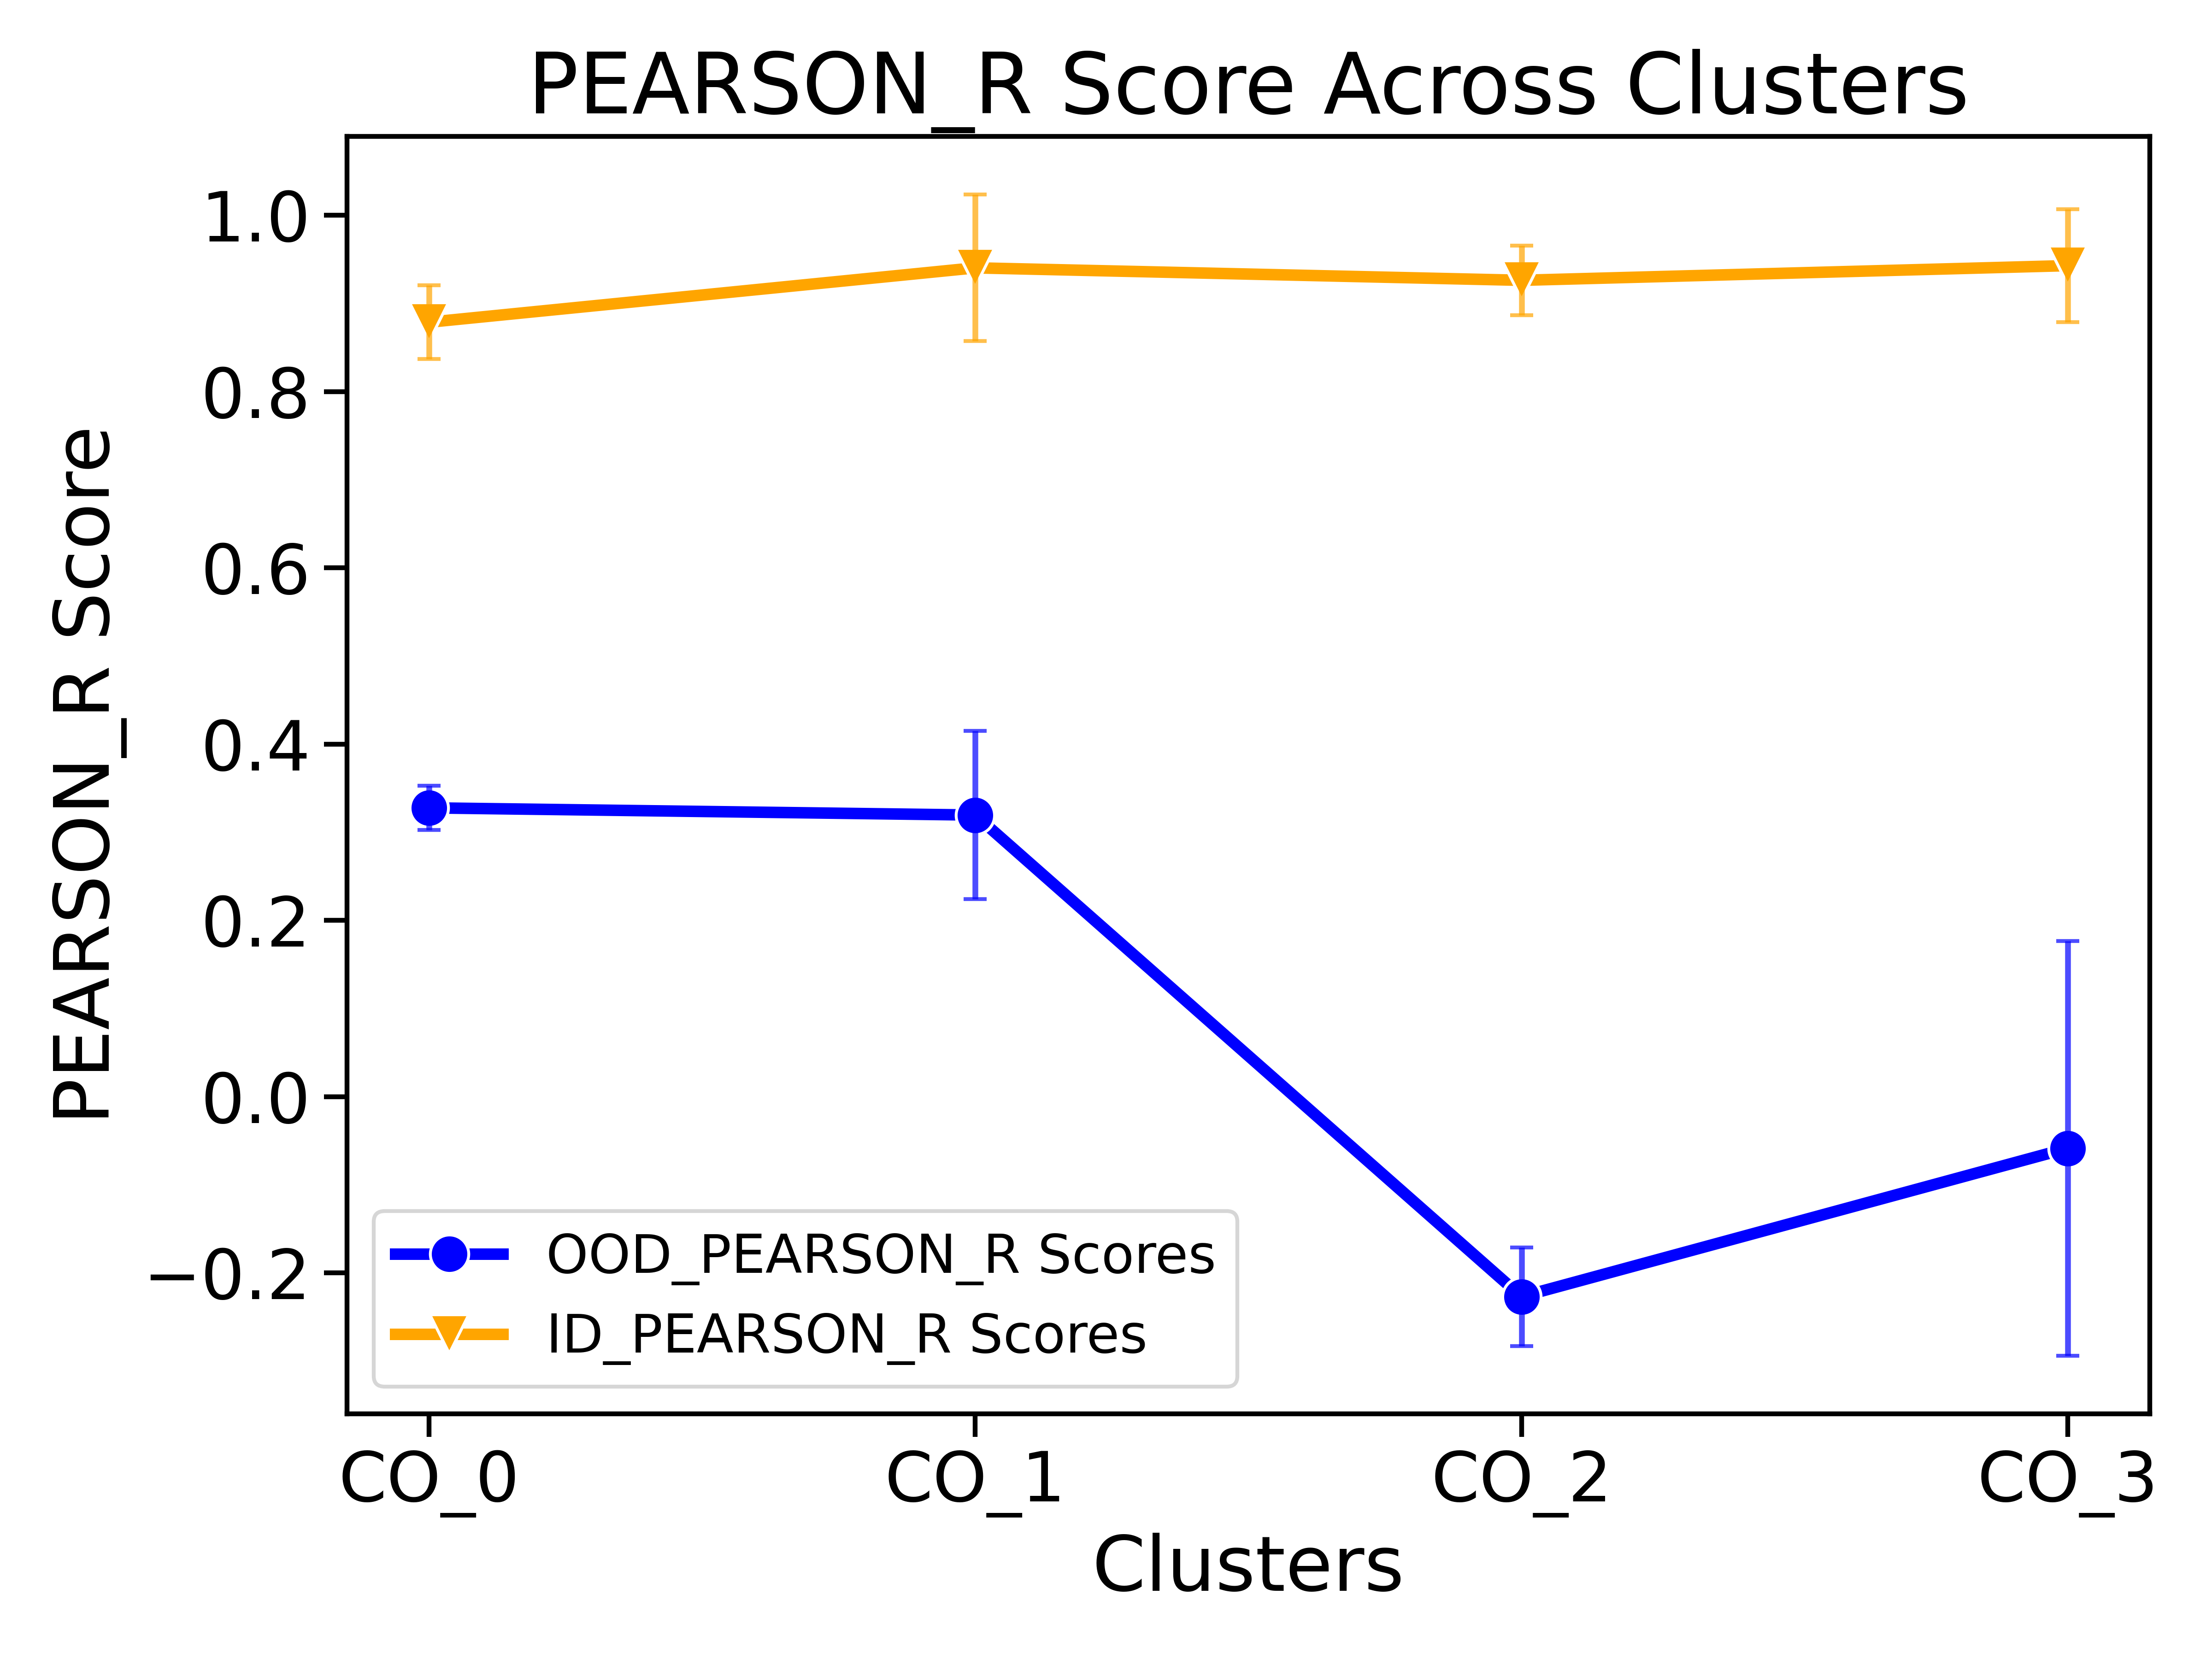 PEARSON_R Score Across Clusters
PEARSON_R Score
1.0
0.8
0.6
0.4
0.2
0.0
−0.2
OOD_PEARSON_R Scores
ID_PEARSON_R Scores
CO_0 CO_1 CO_2 CO_3
Clusters